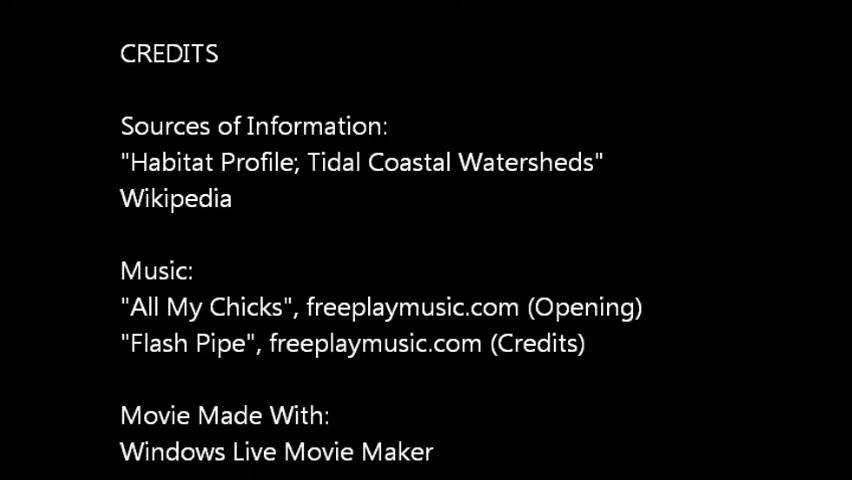 CREDITS
Sources of Information:
"Habitat Profile; Tidal Coastal Watersheds"
Wikipedia
Music:
"All My Chicks", freeplaymusic.com (Opening)
"Flash Pipe", freeplaymusic.com (Credits)
Movie Made With:
Windows Live Movie Maker